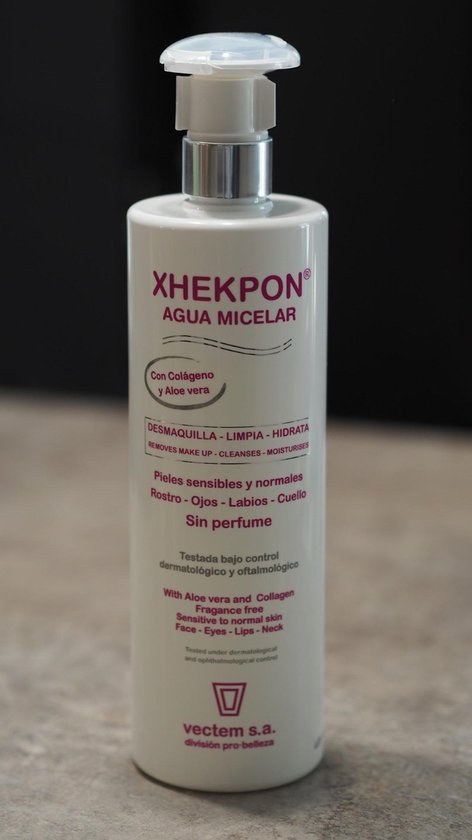 XHEKPON®
AGUA MICELAR
Con Colágeno
y Aloe vera
DESMAQUILLA - LIMPIA - HIDRATA
REMOVES MAKE UP - CLEANSES - MOISTURISES
Pieles sensibles y normales
Rostro - Ojos - Labios - Cuello
Sin perfume
Testada bajo control
dermatológico y oftalmológico
With Aloe vera and Collagen
Fragance free
Sensitive to normal skin
Face - Eyes - Lips - Neck
Tested under dermatological
and ophthalmological control
vectem s.a.
división pro-belleza